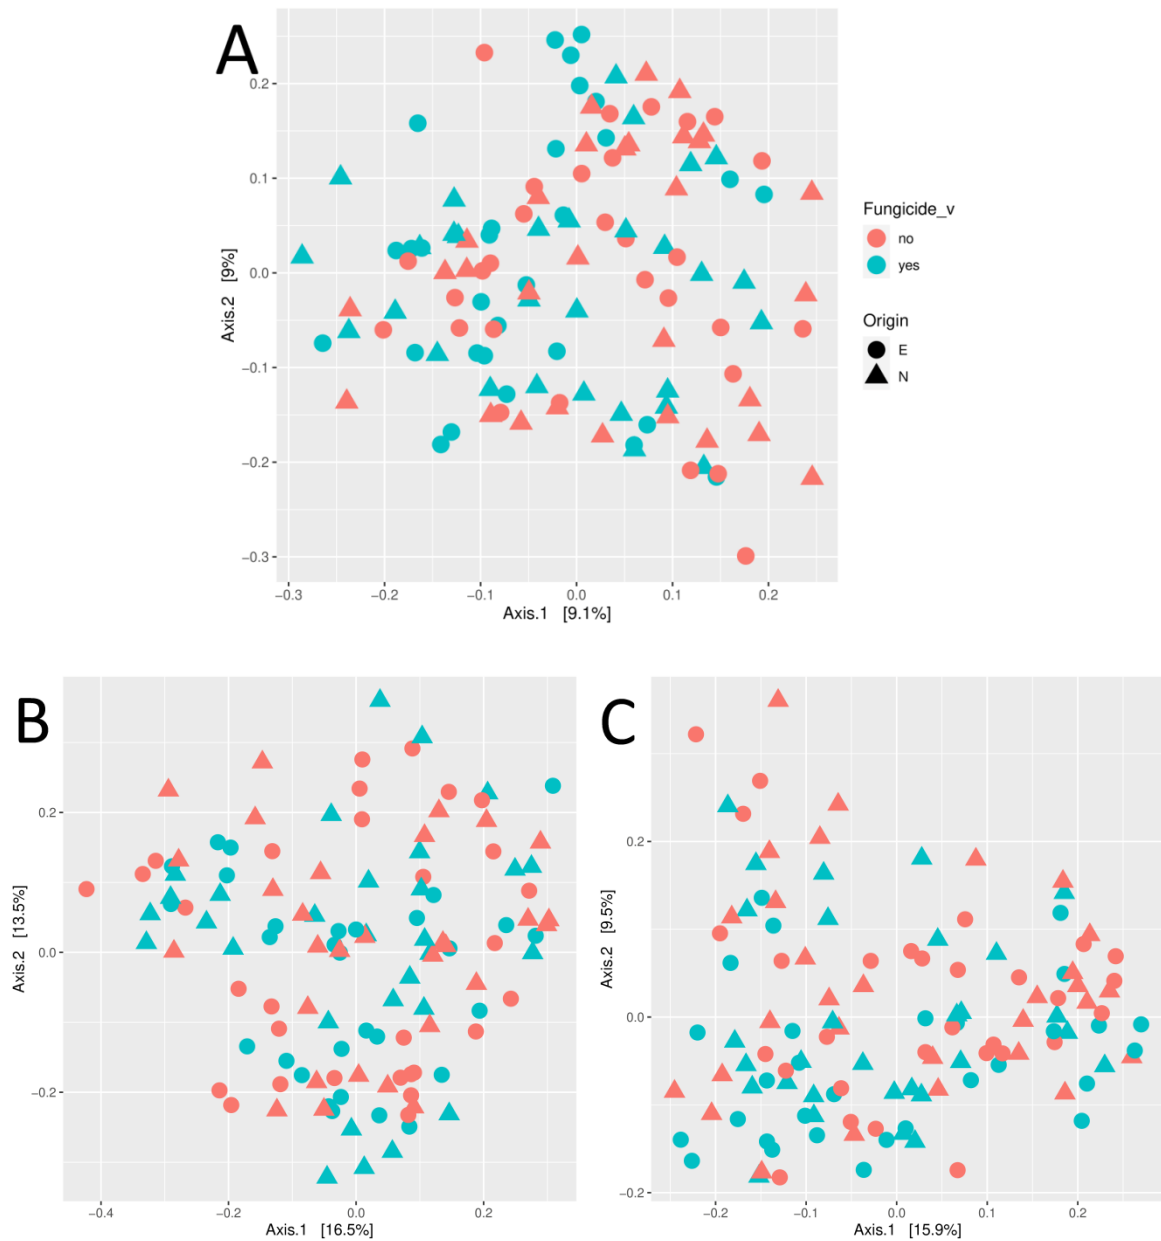 A
0.2
0.1
0.0
−0.1
−0.2
−0.3
Axis.2 [9%]
−0.3 −0.2 −0.1 0.0 0.1 0.2
Axis.1 [9.1%]
Fungicide_v
no
yes
Origin
E
N
B
0.2
0.0
−0.2
Axis.2 [13.5%]
−0.4 −0.2 0.0 0.2
Axis.1 [16.5%]
C
0.2
0.0
−0.2
Axis.2 [9.5%]
−0.2 −0.1 0.0 0.1 0.2
Axis.1 [15.9%]